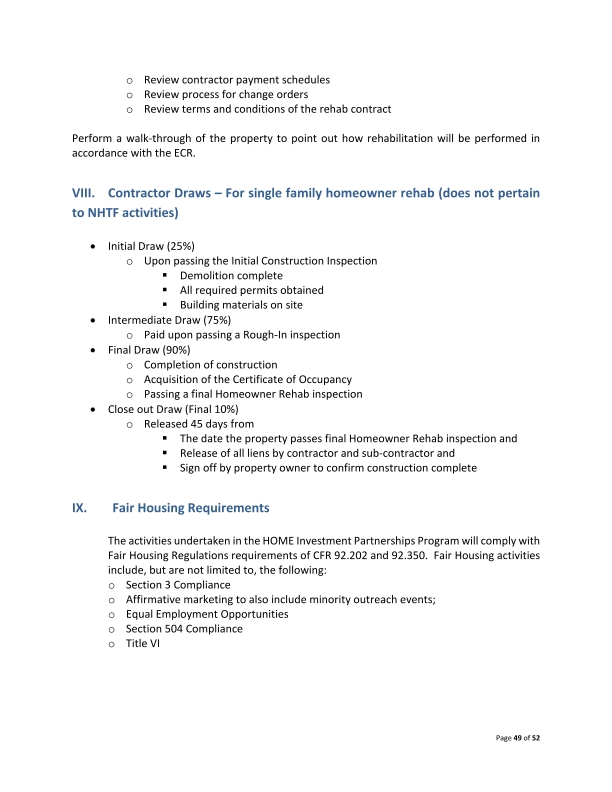 o Review contractor payment schedules
o Review process for change orders
o Review terms and conditions of the rehab contract
Perform a walk-through of the property to point out how rehabilitation will be performed in
accordance with the ECR.
VIII. Contractor Draws – For single family homeowner rehab (does not pertain
to NHTF activities)
• Initial Draw (25%)
o Upon passing the Initial Construction Inspection
▪ Demolition complete
▪ All required permits obtained
▪ Building materials on site
• Intermediate Draw (75%)
o Paid upon passing a Rough-In inspection
• Final Draw (90%)
o Completion of construction
o Acquisition of the Certificate of Occupancy
o Passing a final Homeowner Rehab inspection
• Close out Draw (Final 10%)
o Released 45 days from
▪ The date the property passes final Homeowner Rehab inspection and
▪ Release of all liens by contractor and sub-contractor and
▪ Sign off by property owner to confirm construction complete
IX. Fair Housing Requirements
The activities undertaken in the HOME Investment Partnerships Program will comply with
Fair Housing Regulations requirements of CFR 92.202 and 92.350. Fair Housing activities
include, but are not limited to, the following:
o Section 3 Compliance
o Affirmative marketing to also include minority outreach events;
o Equal Employment Opportunities
o Section 504 Compliance
o Title VI
Page 49 of 52